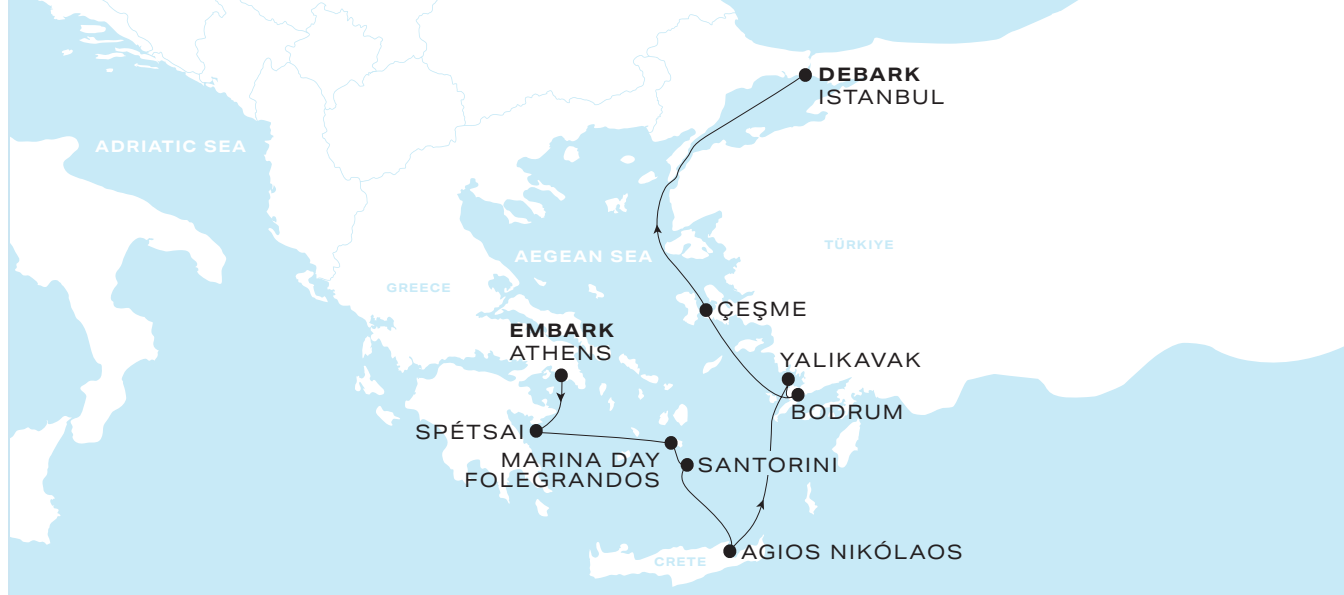 DEBARK
ISTANBUL
ADRIATIC SEA
TÜRKIYE
AEGEAN SEA
GREECE
ÇEŞME
EMBARK
ATHENS
YALIKAVAK
BODRUM
SPÉTSAI
MARINA DAY
FOLEGRANDOS
SANTORINI
AGIOS NIKÓLAOS
CRETE